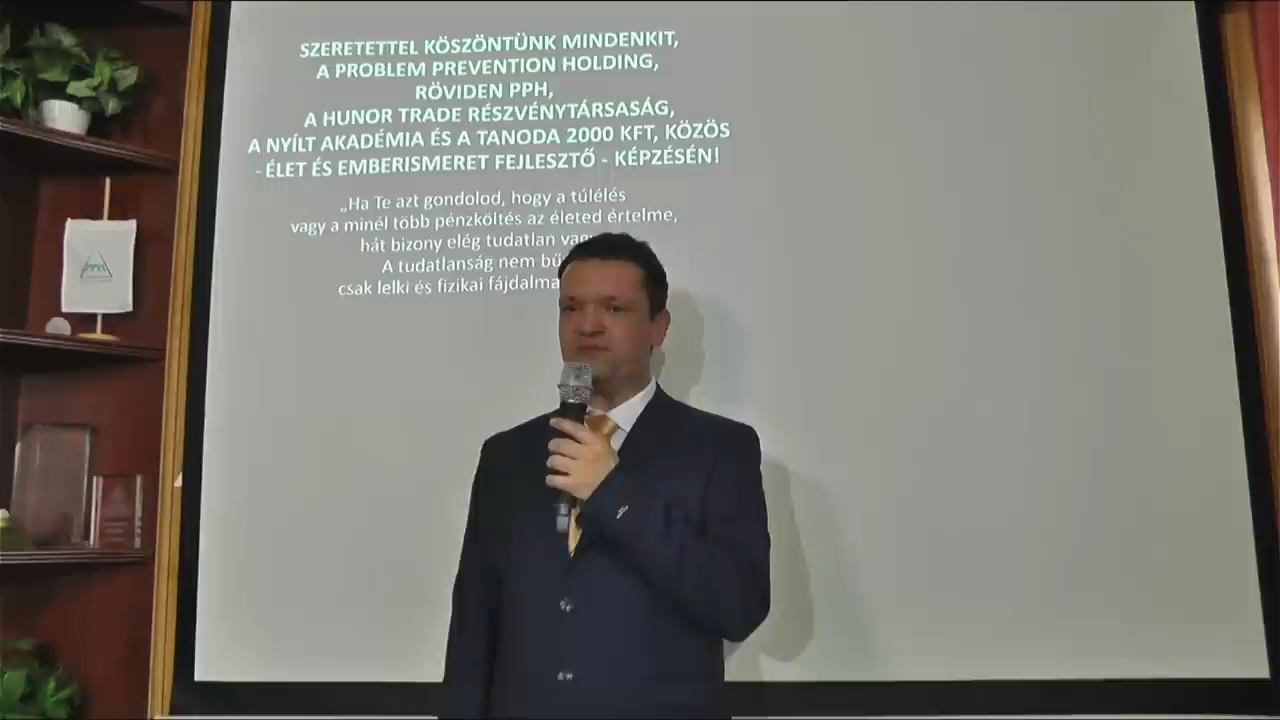 SZERETETTEL KÖSZÖNTÜNK MINDENKIT,
A PROBLEM PREVENTION HOLDING,
RÖVIDEN PPH,
A HUNOR TRADE RÉSZVÉNYTÁRSASÁG,
A NYÍLT AKADÉMIA ÉS A TANODA 2000 KFT, KÖZÖS
- ÉLET ÉS EMBERISMERET FEJLESZTŐ - KÉPZÉSÉN!
„Ha Te azt gondolod, hogy a túlélés
vagy a minél több pénzköltés az életed értelme,
hát bizony elég tudatlan
A tudatlanság nem
csak lelki és fizikai